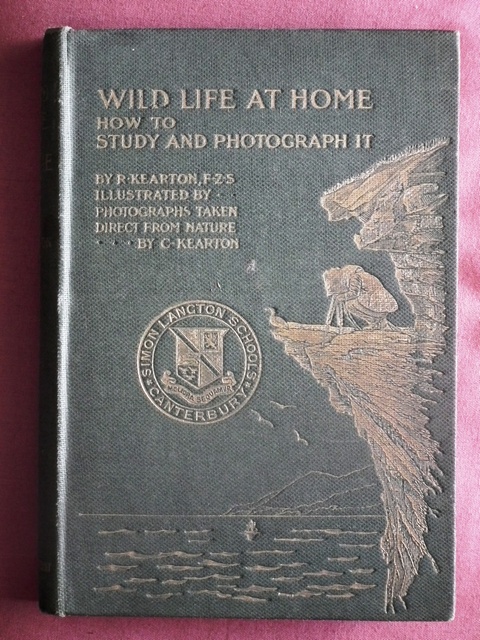 WILD LIFE AT HOME
HOW TO
STUDY AND PHOTOGRAPH IT
BY R·KEARTON, F·Z·S
ILLUSTRATED BY
PHOTOGRAPHS TAKEN
DIRECT FROM NATURE
· · · BY C·KEARTON
SIMON LANGTON SCHOOLS
CANTERBURY